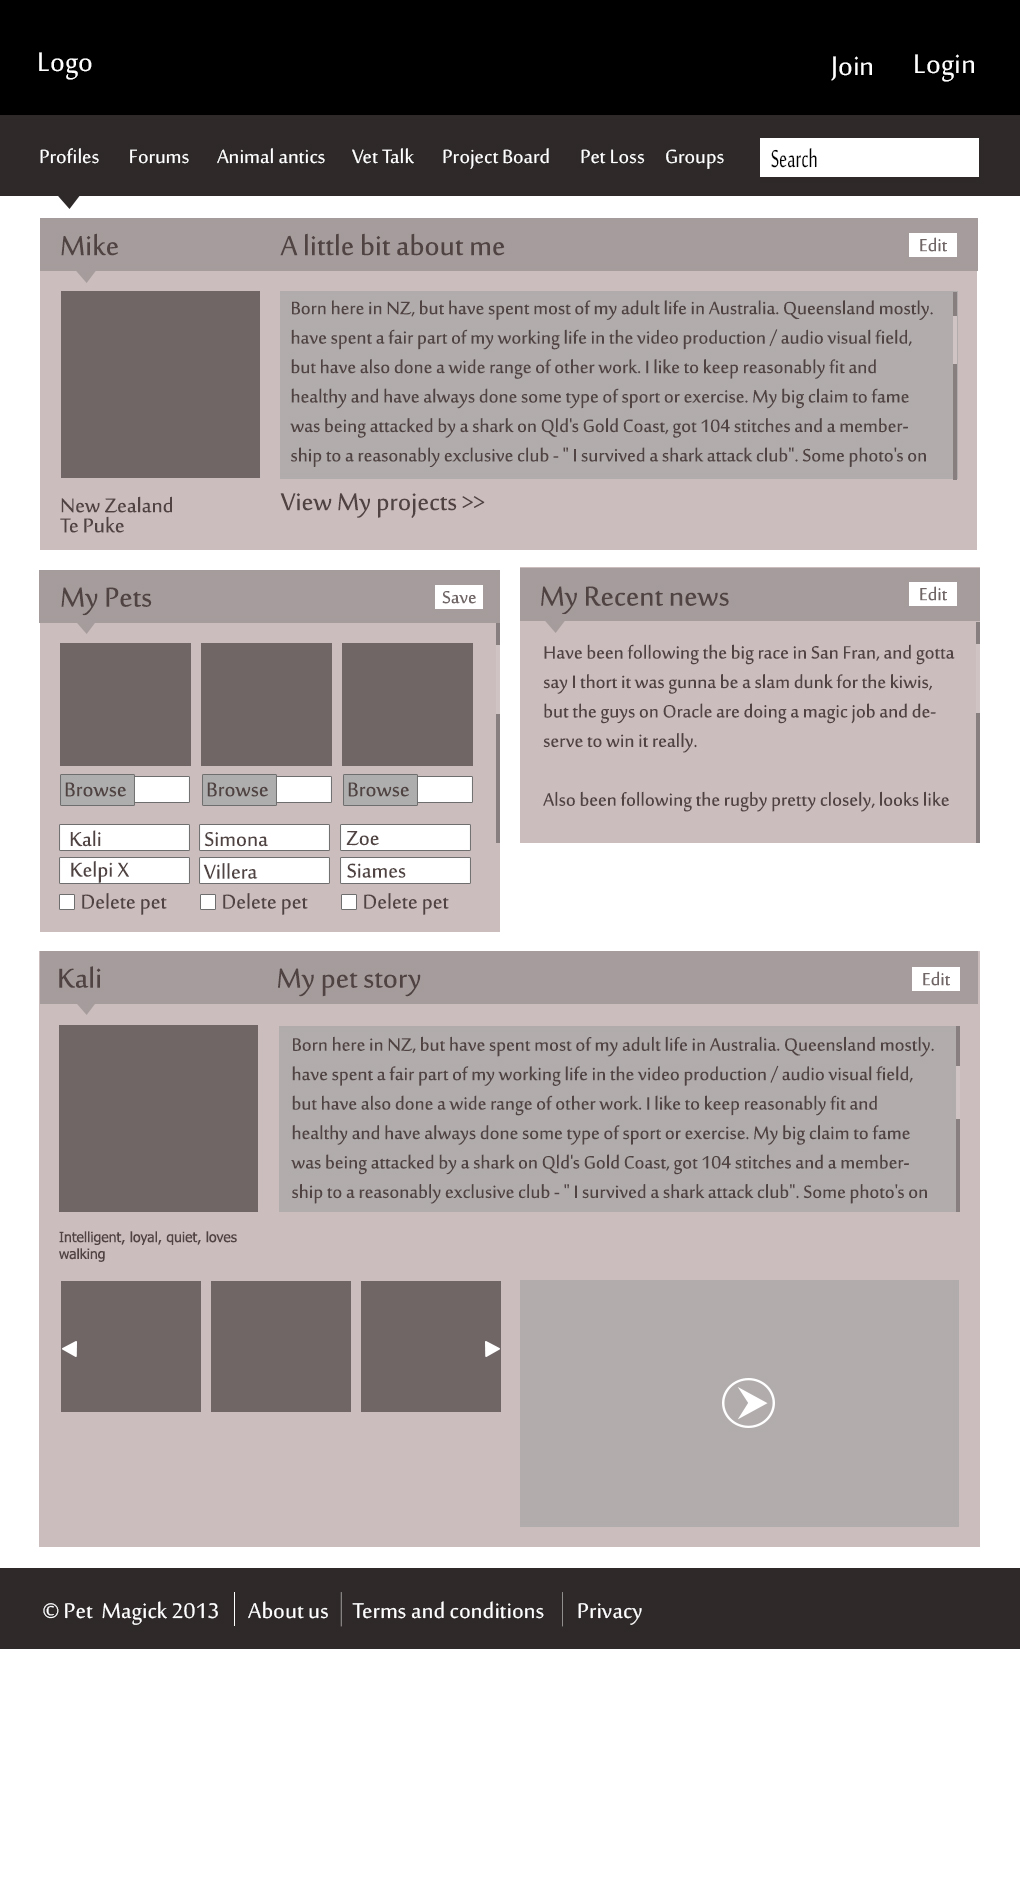 Logo
Join
Login
Profiles Forums Animal antics Vet Talk Project Board Pet Loss Groups
Search
Mike
A little bit about me
Edit
Born here in NZ, but have spent most of my adult life in Australia. Queensland mostly.
have spent a fair part of my working life in the video production / audio visual field,
but have also done a wide range of other work. I like to keep reasonably fit and
healthy and have always done some type of sport or exercise. My big claim to fame
was being attacked by a shark on Qld's Gold Coast, got 104 stitches and a member-
ship to a reasonably exclusive club - " I survived a shark attack club". Some photo's on
New Zealand
Te Puke
View My projects >>
My Pets
Save
Browse Browse Browse
Kali Simona Zoe
Kelpi X Villera Siames
Delete pet Delete pet Delete pet
My Recent news
Edit
Have been following the big race in San Fran, and gotta
say I thort it was gunna be a slam dunk for the kiwis,
but the guys on Oracle are doing a magic job and de-
serve to win it really.
Also been following the rugby pretty closely, looks like
Kali
My pet story
Edit
Born here in NZ, but have spent most of my adult life in Australia. Queensland mostly.
have spent a fair part of my working life in the video production / audio visual field,
but have also done a wide range of other work. I like to keep reasonably fit and
healthy and have always done some type of sport or exercise. My big claim to fame
was being attacked by a shark on Qld's Gold Coast, got 104 stitches and a member-
ship to a reasonably exclusive club - " I survived a shark attack club". Some photo's on
Intelligent, loyal, quiet, loves
walking
© Pet Magick 2013 About us Terms and conditions Privacy